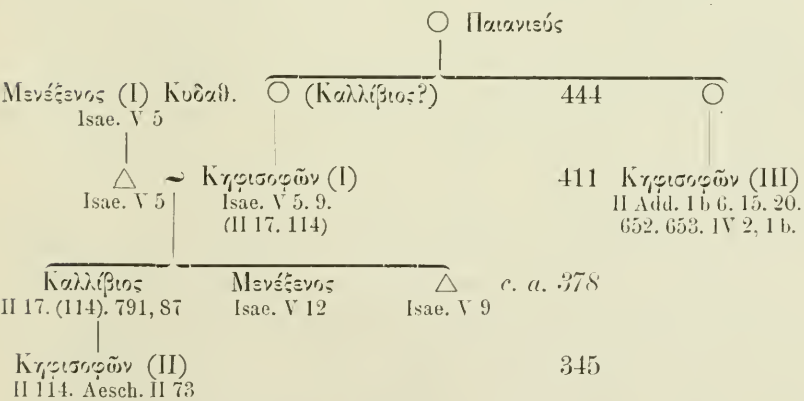 Παιανιεύς
Μενέξενος (I) Κυδαθ. (Καλλίβιος?) 444
Isae. V 5
~ Κηφισοφῶν (I) 411 Κηφισοφῶν (III)
Isae. V 5 Isae. V 5. 9. II Add. 1 b 6. 15. 20.
(II 17. 114) 652. 653. IV 2, 1 b.
Καλλίβιος Μενέξενος c. a. 378
II 17. (114). 791, 87 Isae. V 12 Isae. V 9
Κηφισοφῶν (II) 345
II 114. Aesch. II 73